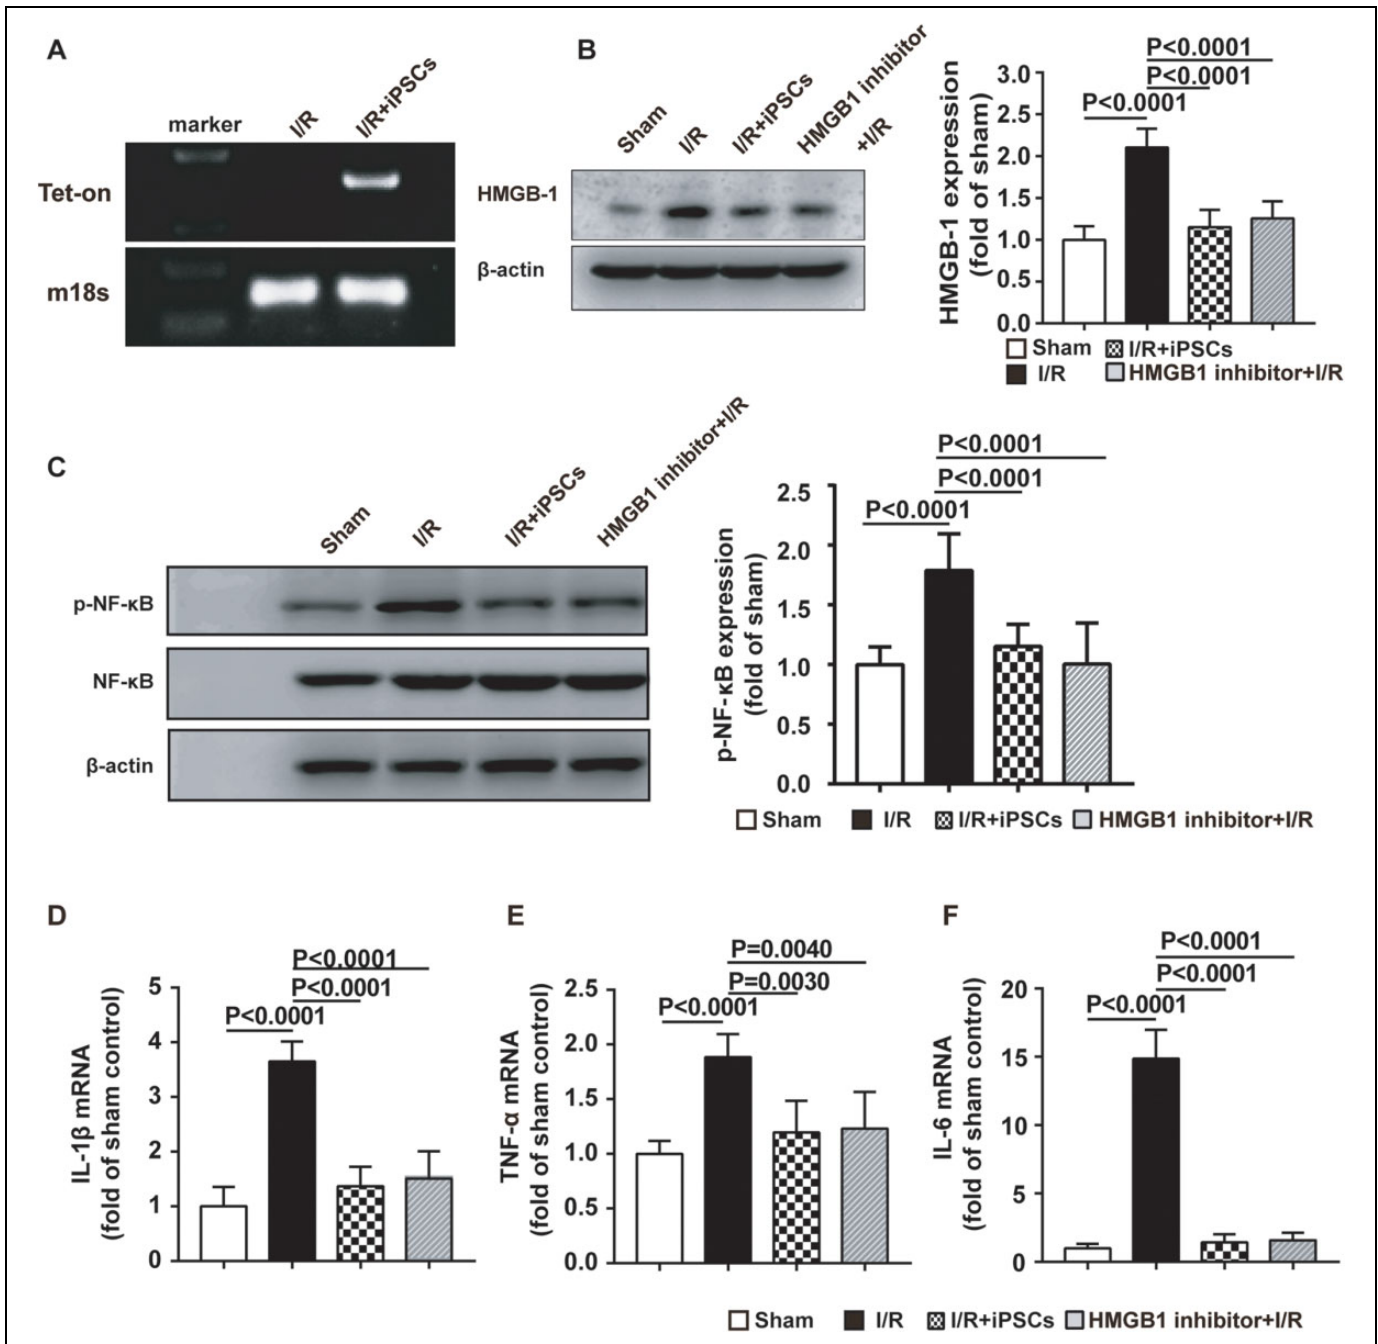 A
marker
I/R
I/R+iPSCs
Tet-on
m18s
B
Sham
I/R
I/R+iPSCs
HMGB1 inhibitor
+I/R
HMGB-1
β-actin
HMGB-1 expression
(fold of sham)
3.0
2.5
2.0
1.5
1.0
0.5
0.0
P<0.0001
P<0.0001
P<0.0001
Sham
I/R+iPSCs
I/R
HMGB1 inhibitor+I/R
C
Sham
I/R
I/R+iPSCs
HMGB1 inhibitor+I/R
p-NF-κB
NF-κB
β-actin
p-NF-κB expression
(fold of sham)
2.5
2.0
1.5
1.0
0.5
0.0
P<0.0001
P<0.0001
P<0.0001
Sham I/R I/R+iPSCs HMGB1 inhibitor+I/R
D
IL-1β mRNA
(fold of sham control)
5
4
3
2
1
0
P<0.0001
P<0.0001
P<0.0001
E
TNF-α mRNA
(fold of sham control)
2.5
2.0
1.5
1.0
0.5
0.0
P=0.0040
P=0.0030
P<0.0001
F
IL-6 mRNA
(fold of sham control)
20
15
10
5
0
P<0.0001
P<0.0001
P<0.0001
Sham I/R I/R+iPSCs HMGB1 inhibitor+I/R